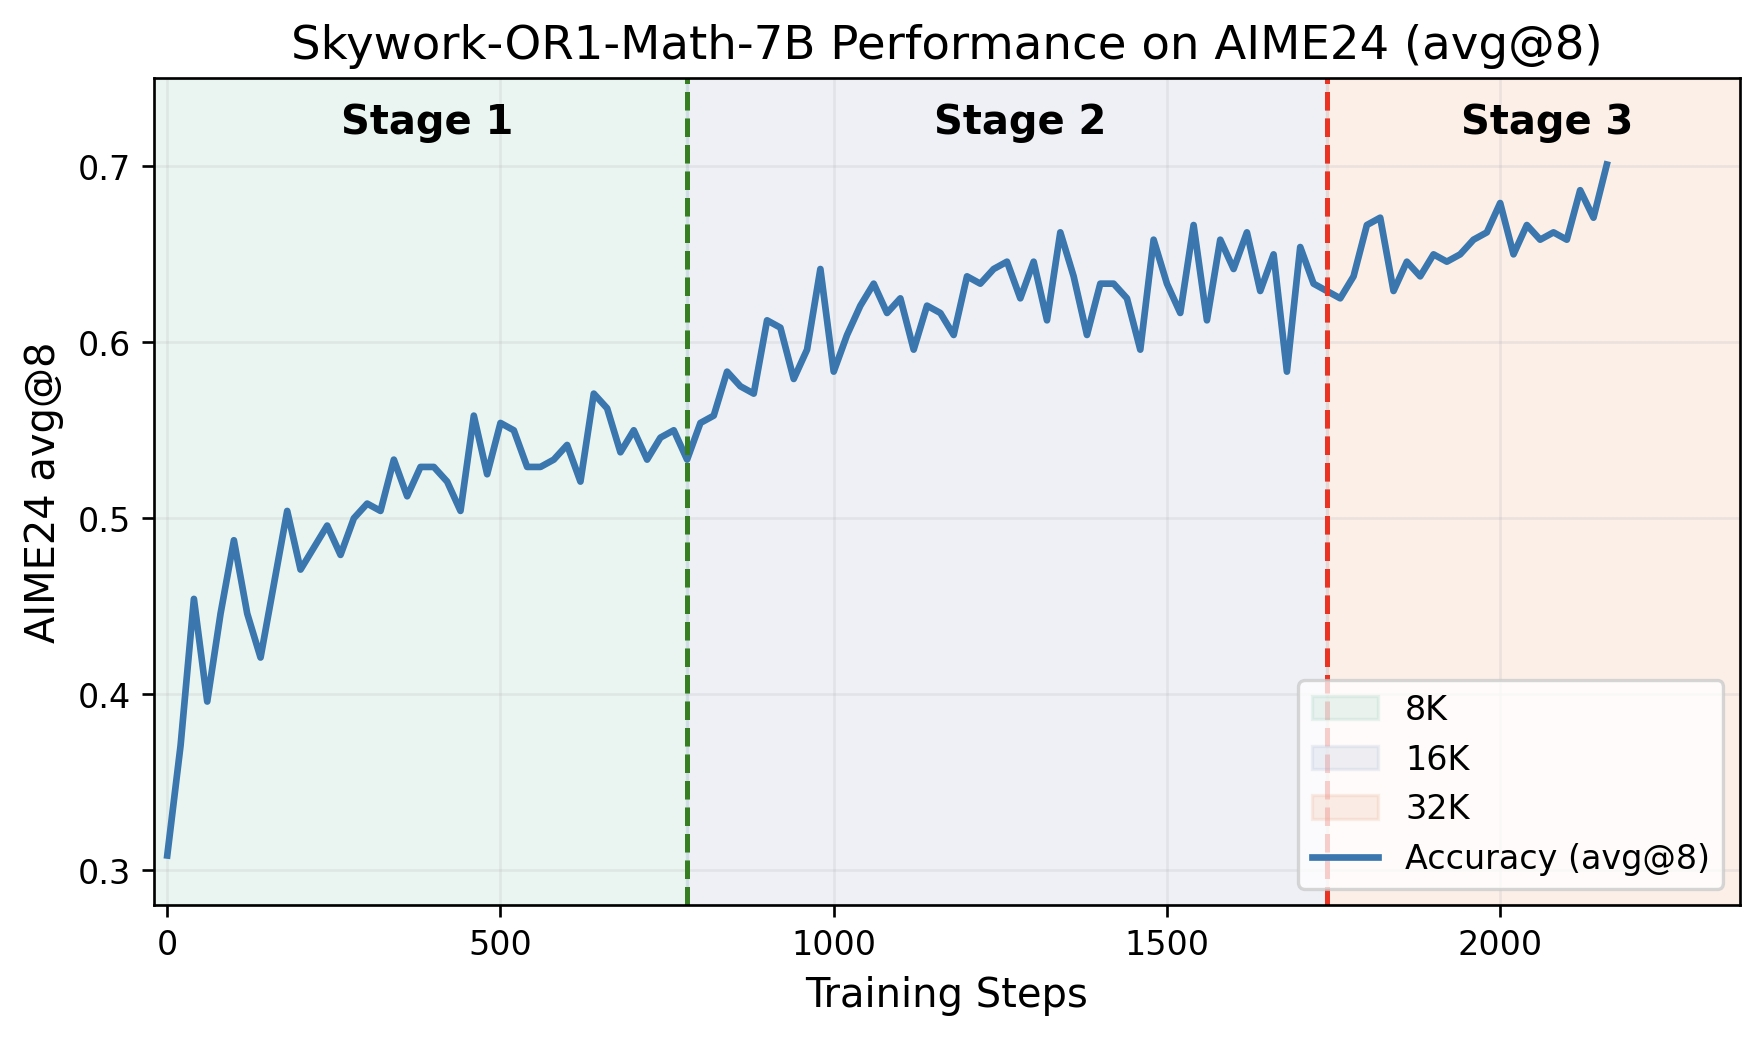 Skywork-OR1-Math-7B Performance on AIME24 (avg@8)
Stage 1
Stage 2
Stage 3
AIME24 avg@8
0.7
0.6
0.5
0.4
0.3
8K
16K
32K
Accuracy (avg@8)
0
500
1000
1500
2000
Training Steps